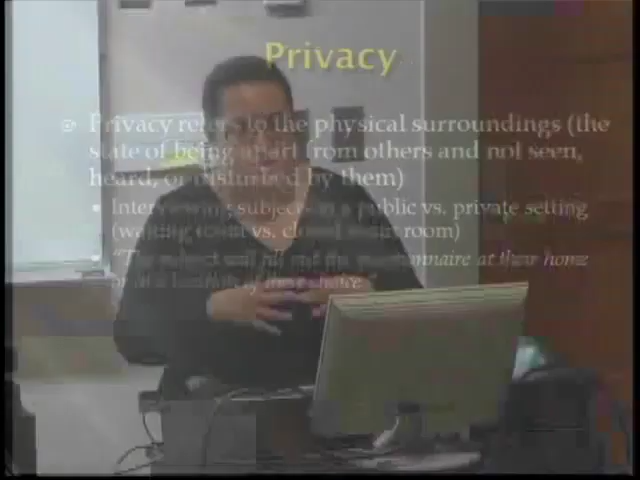 Privacy
Privacy refers to the physical surroundings (the
state of being apart from others and not seen,
heard, or disturbed by them)
Interviewing subjects in a public vs. private setting
(waiting room vs. closed exam room)
"The subject will fill out the questionnaire at their home
or at a location of their choice"